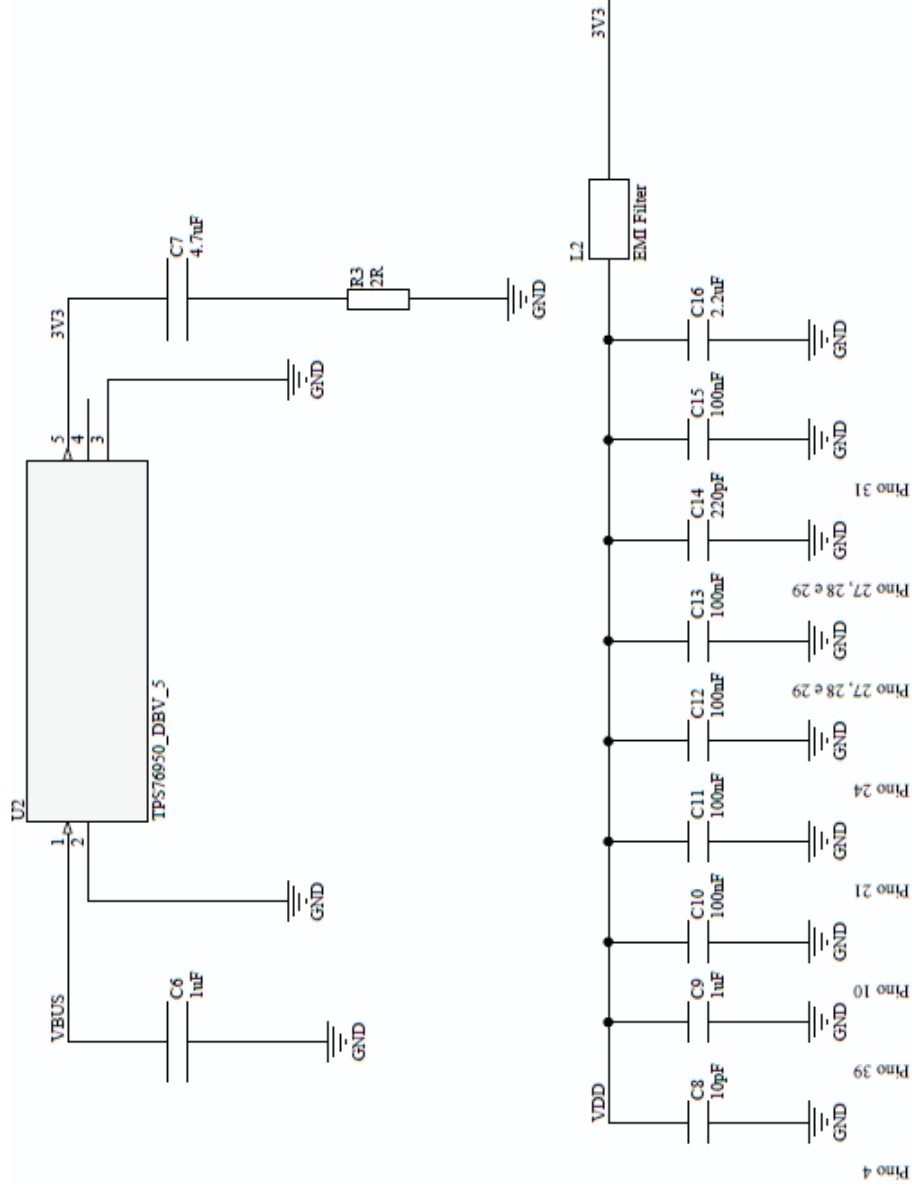 U2
VBUS
1
2
5
4
3
3V3
TPS76950_DBV_5
C6
1uF
GND
GND
GND
C7
4.7uF
R3
2R
GND
VDD
L2
EMI Filter
3V3
C8
10pF
GND
Pino 4
C9
1uF
GND
Pino 39
C10
100nF
GND
Pino 10
C11
100nF
GND
Pino 21
C12
100nF
GND
Pino 24
C13
100nF
GND
Pino 27, 28 e 29
C14
220pF
GND
Pino 27, 28 e 29
C15
100nF
GND
Pino 31
C16
2.2uF
GND